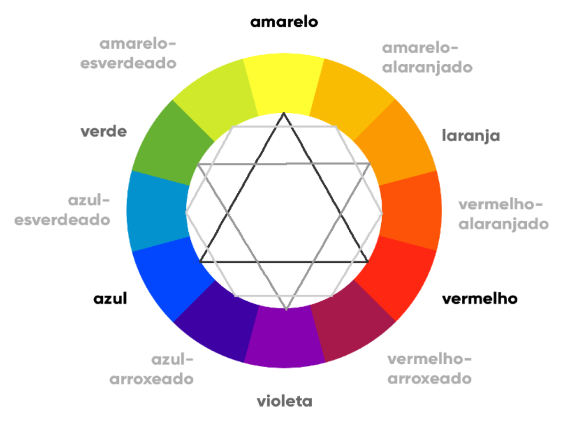 amarelo
amarelo-
esverdeado
amarelo-
alaranjado
verde
laranja
azul-
esverdeado
vermelho-
alaranjado
azul
vermelho
azul-
arroxeado
vermelho-
arroxeado
violeta